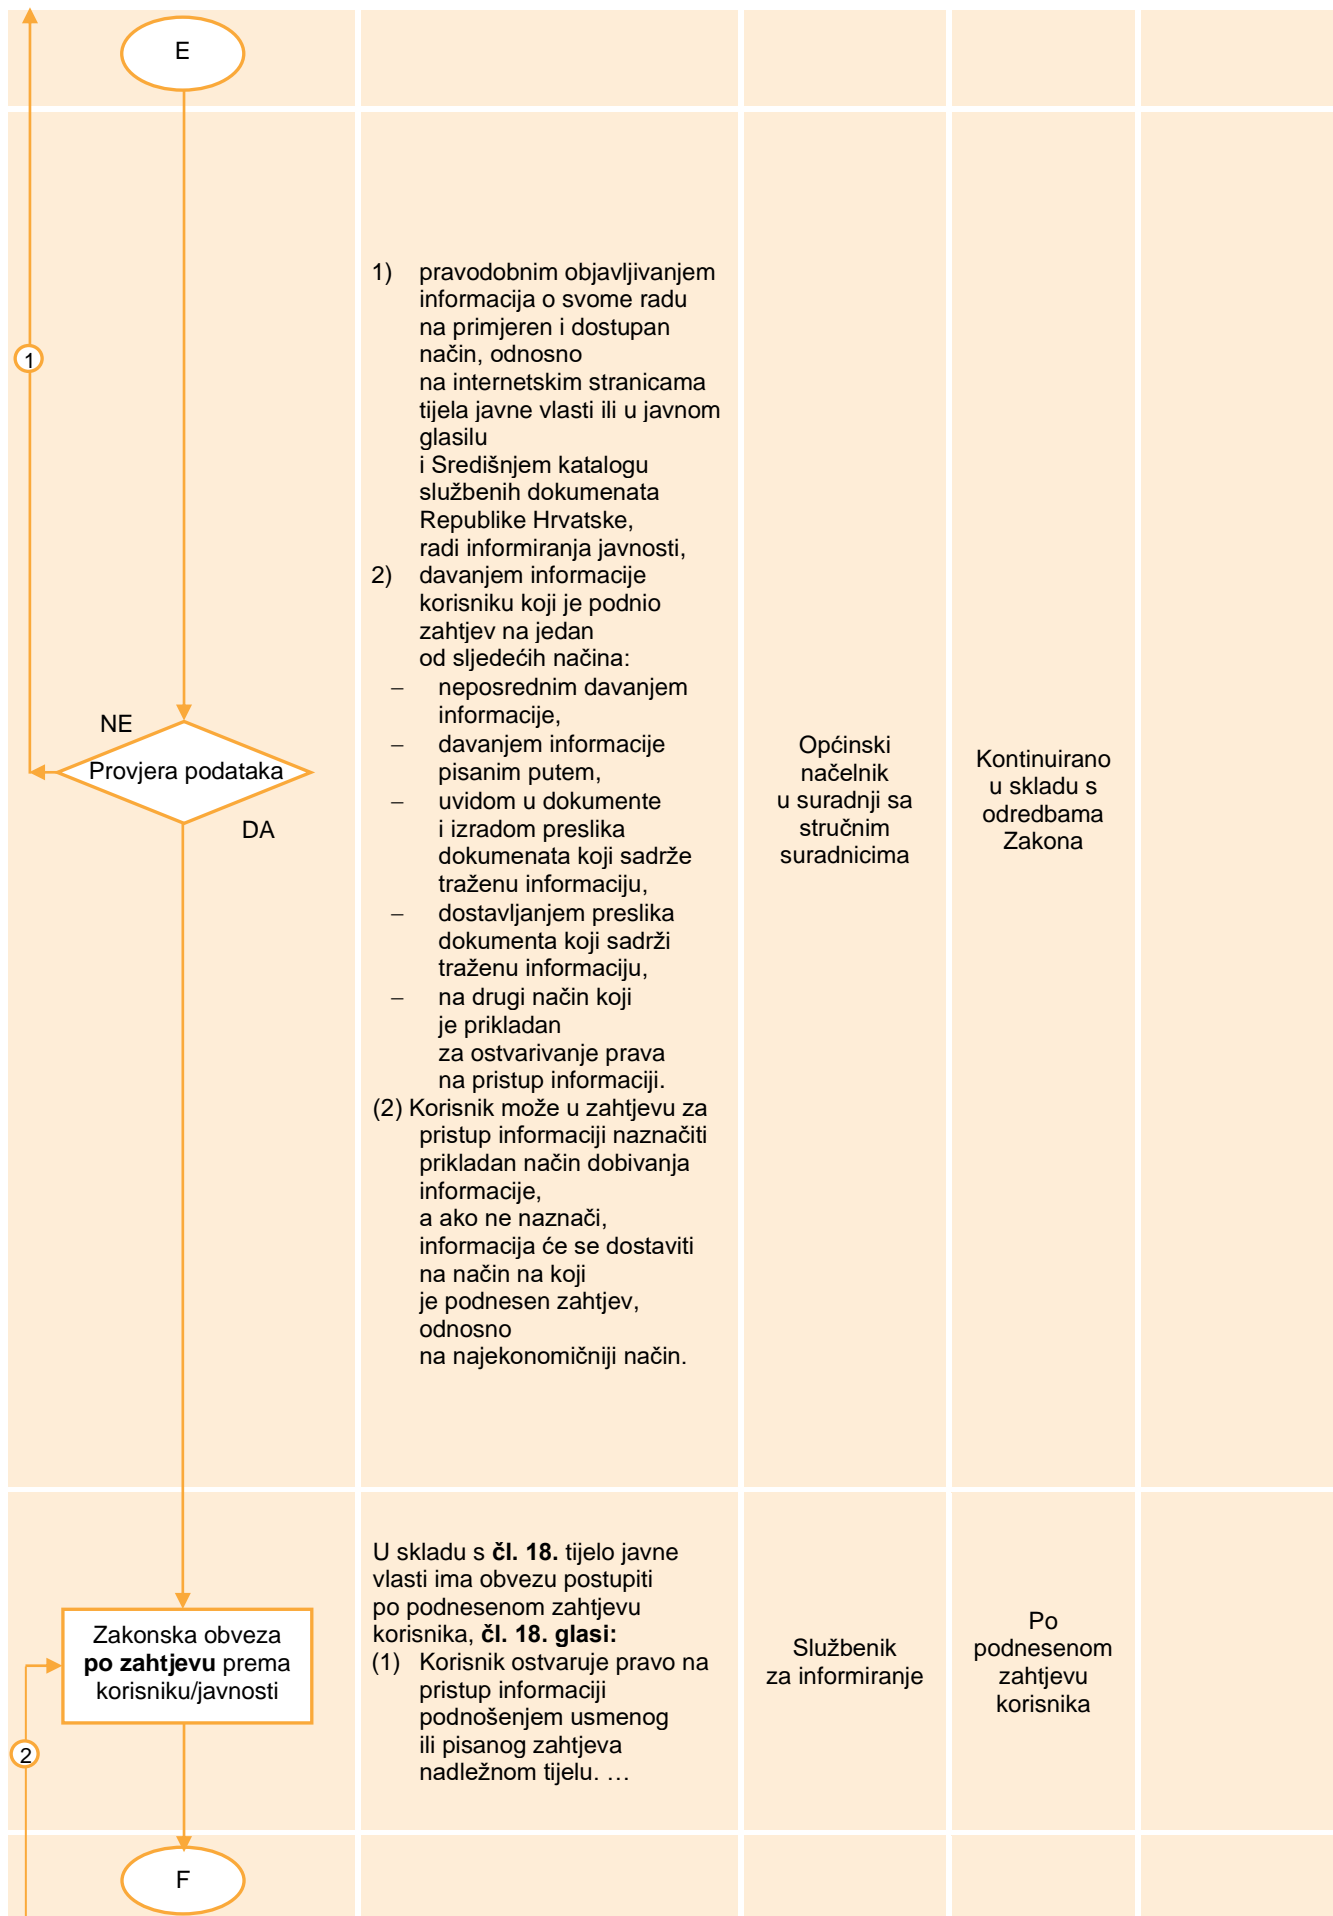 E
1
NE
Provjera podataka
DA
1) pravodobnim objavljivanjem
informacija o svome radu
na primjeren i dostupan
način, odnosno
na internetskim stranicama
tijela javne vlasti ili u javnom
glasilu
i Središnjem katalogu
službenih dokumenata
Republike Hrvatske,
radi informiranja javnosti,
2) davanjem informacije
korisniku koji je podnio
zahtjev na jedan
od sljedećih načina:
– neposrednim davanjem
informacije,
– davanjem informacije
pisanim putem,
– uvidom u dokumente
i izradom preslika
dokumenata koji sadrže
traženu informaciju,
– dostavljanjem preslika
dokumenta koji sadrži
traženu informaciju,
– na drugi način koji
je prikladan
za ostvarivanje prava
na pristup informaciji.
(2) Korisnik može u zahtjevu za
pristup informaciji naznačiti
prikladan način dobivanja
informacije,
a ako ne naznači,
informacija će se dostaviti
na način na koji
je podnesen zahtjev,
odnosno
na najekonomičniji način.
Općinski
načelnik
u suradnji sa
stručnim
suradnicima
Kontinuirano
u skladu s
odredbama
Zakona
Zakonska obveza
po zahtjevu prema
korisniku/javnosti
2
U skladu s čl. 18. tijelo javne
vlasti ima obvezu postupiti
po podnesenom zahtjevu
korisnika, čl. 18. glasi:
(1) Korisnik ostvaruje pravo na
pristup informaciji
podnošenjem usmenog
ili pisanog zahtjeva
nadležnom tijelu. …
Službenik
za informiranje
Po
podnesenom
zahtjevu
korisnika
F